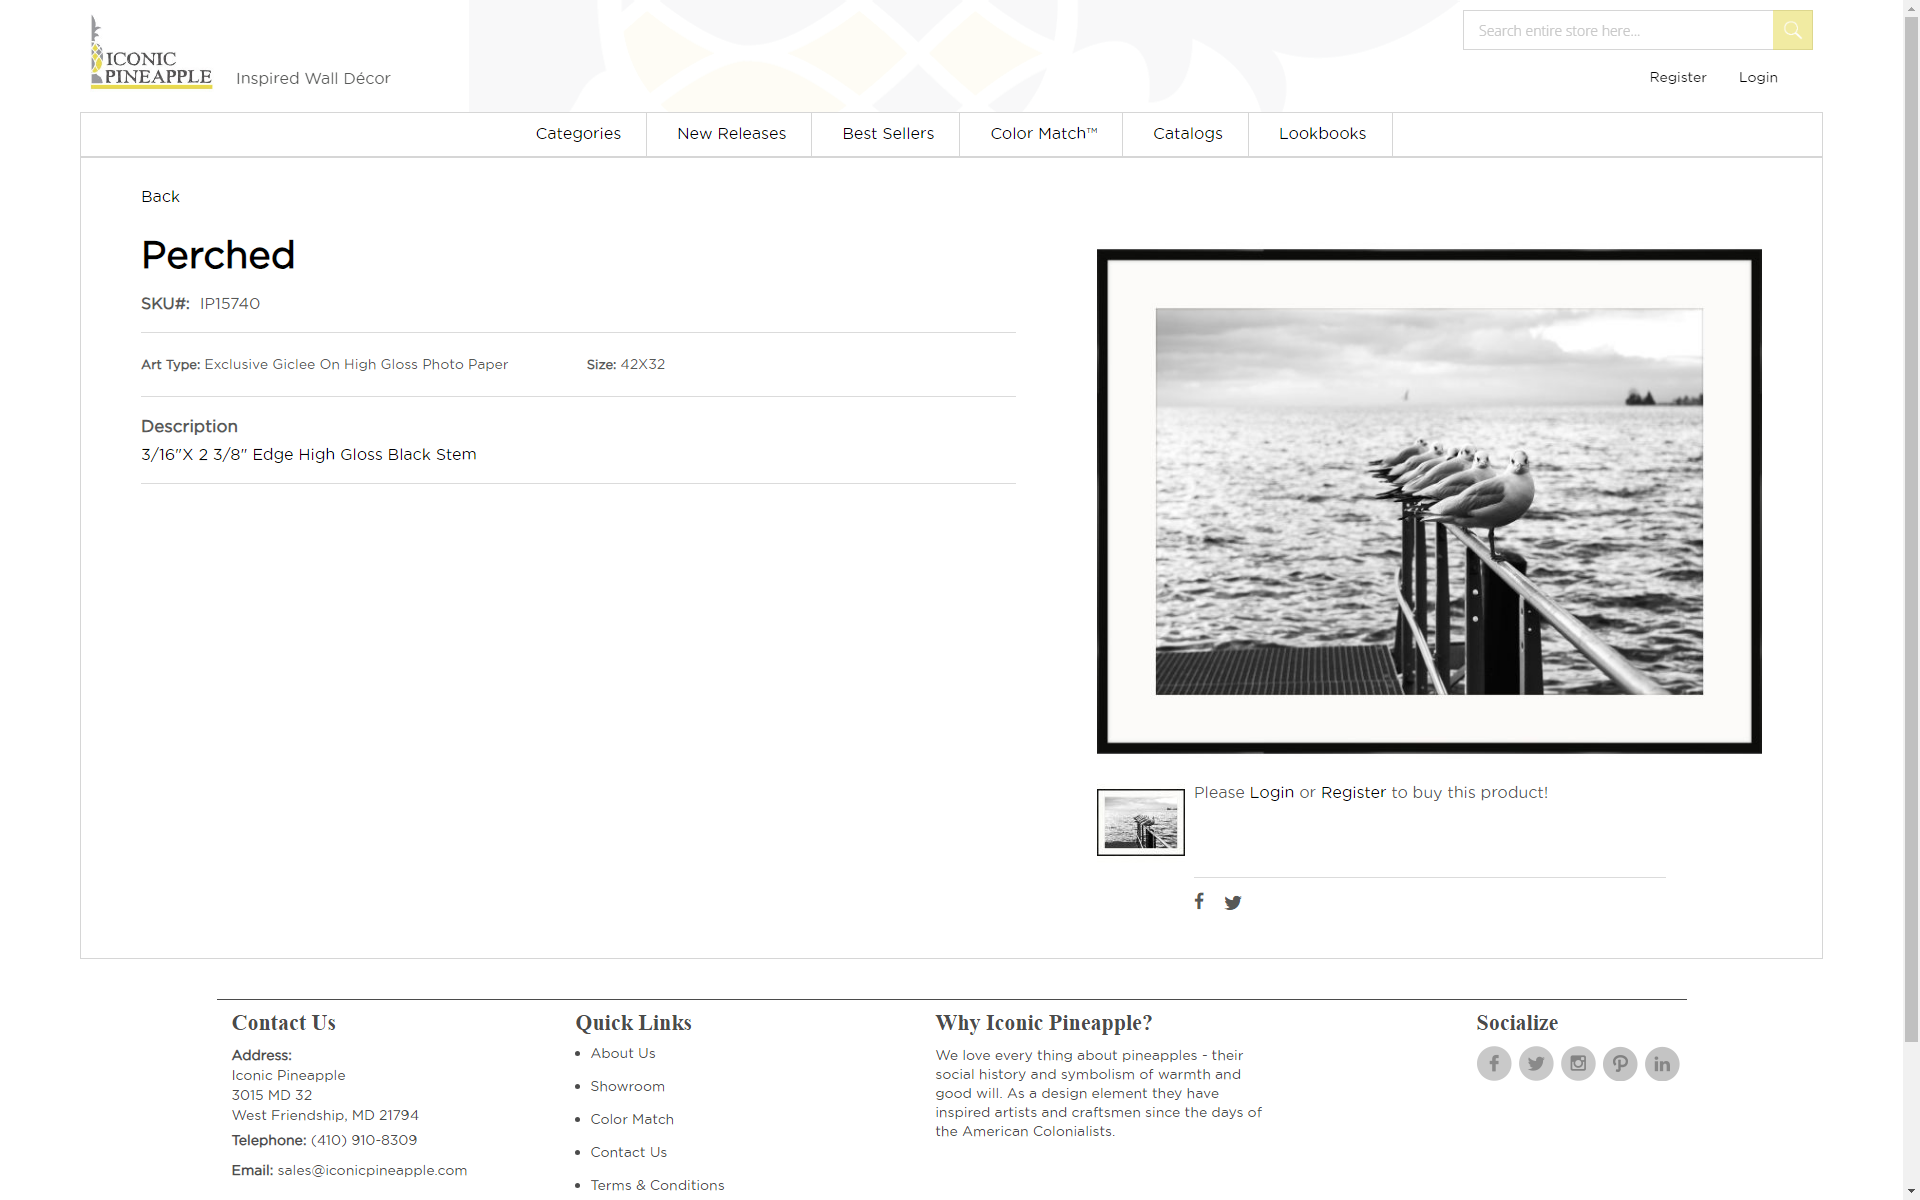 ICONIC
PINEAPPLE
Inspired Wall Décor
Search entire store here...
Register
Login
Categories
New Releases
Best Sellers
Color Match™
Catalogs
Lookbooks
Back
Perched
SKU#: IP15740
Art Type: Exclusive Giclee On High Gloss Photo Paper
Size: 42X32
Description
3/16"X 2 3/8" Edge High Gloss Black Stem
Please Login or Register to buy this product!
Contact Us
Address:
Iconic Pineapple
3015 MD 32
West Friendship, MD 21794
Telephone: (410) 910-8309
Email: sales@iconicpineapple.com
Quick Links
About Us
Showroom
Color Match
Contact Us
Terms & Conditions
Why Iconic Pineapple?
We love every thing about pineapples - their
social history and symbolism of warmth and
good will. As a design element they have
inspired artists and craftsmen since the days of
the American Colonialists.
Socialize